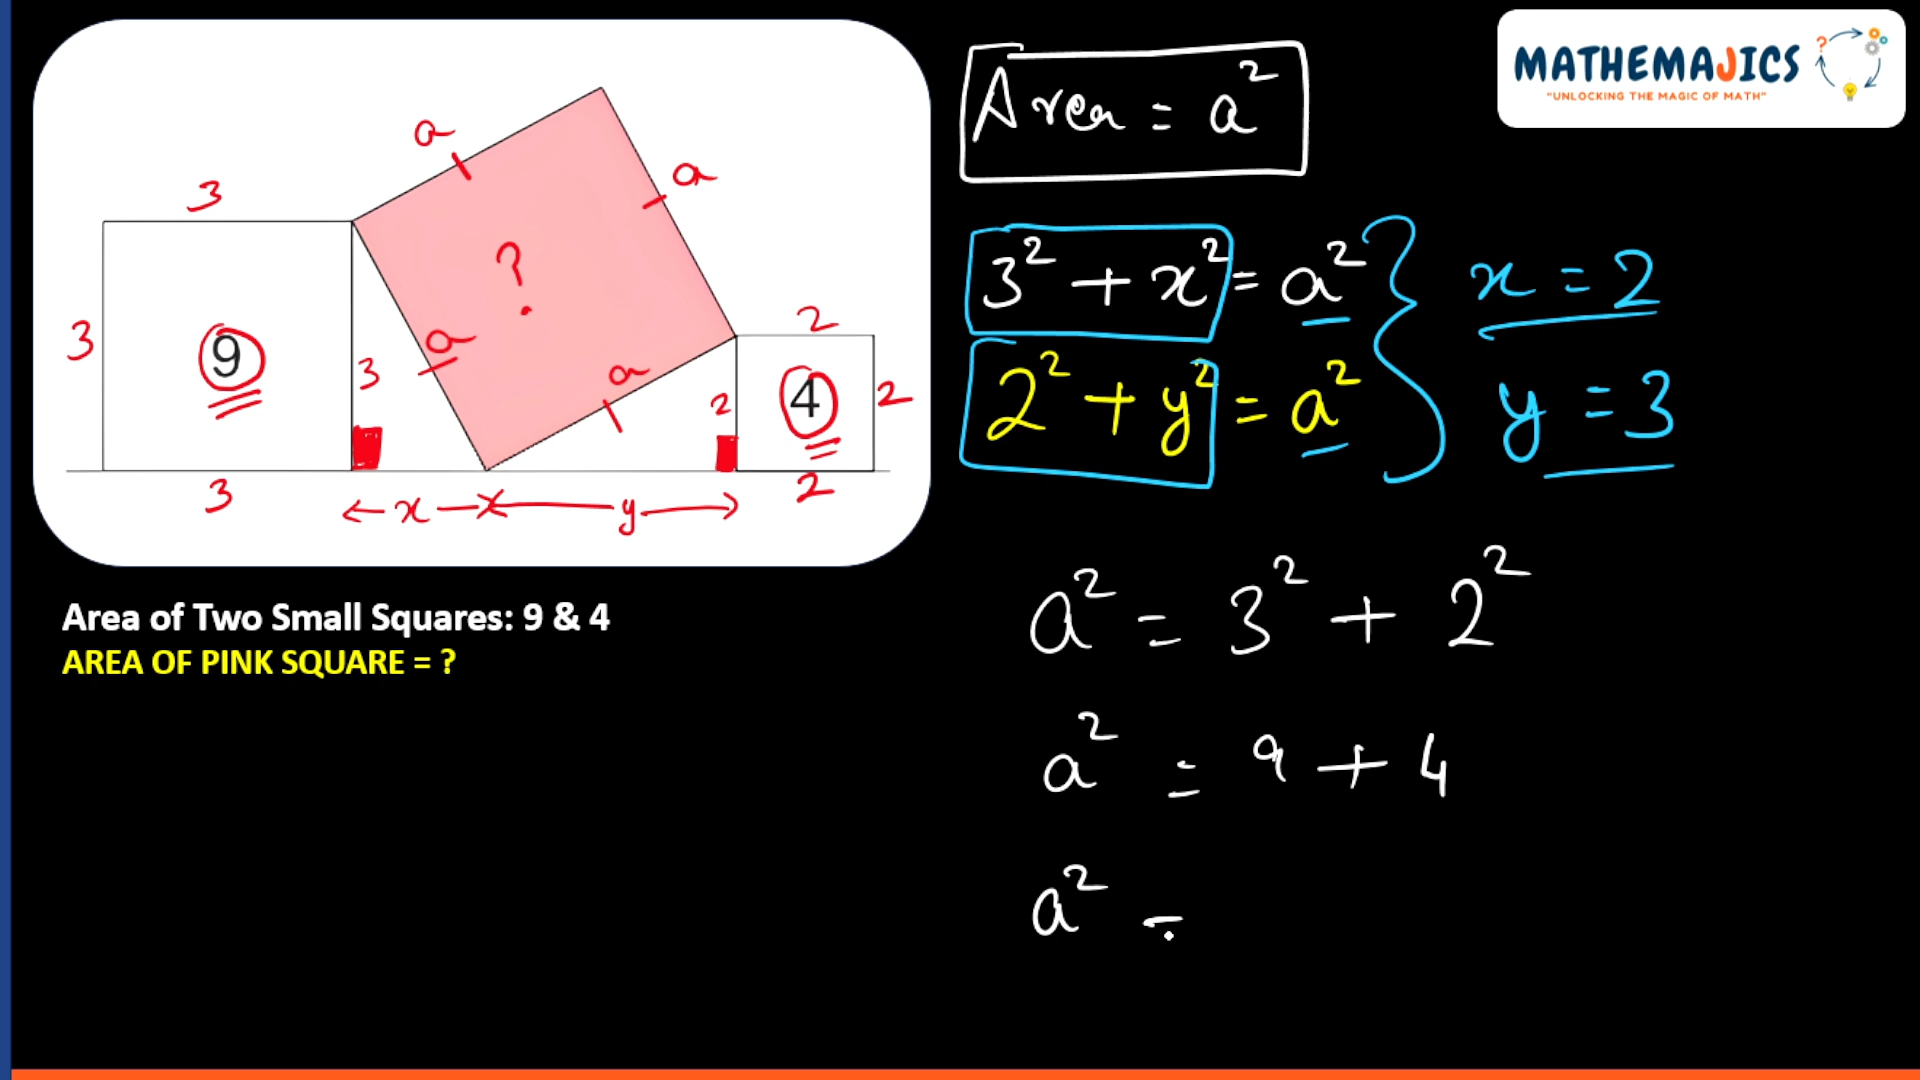 MATHEMAJICS
"UNLOCKING THE MAGIC OF MATH"
Area = a²
a
a
3
?
3
9
3
a
a
2
2
4
2
3
x
y
2
3² + x² = a²
2² + y² = a²
x = 2
y = 3
Area of Two Small Squares: 9 & 4
AREA OF PINK SQUARE = ?
a² = 3² + 2²
a² = 9 + 4
a² =